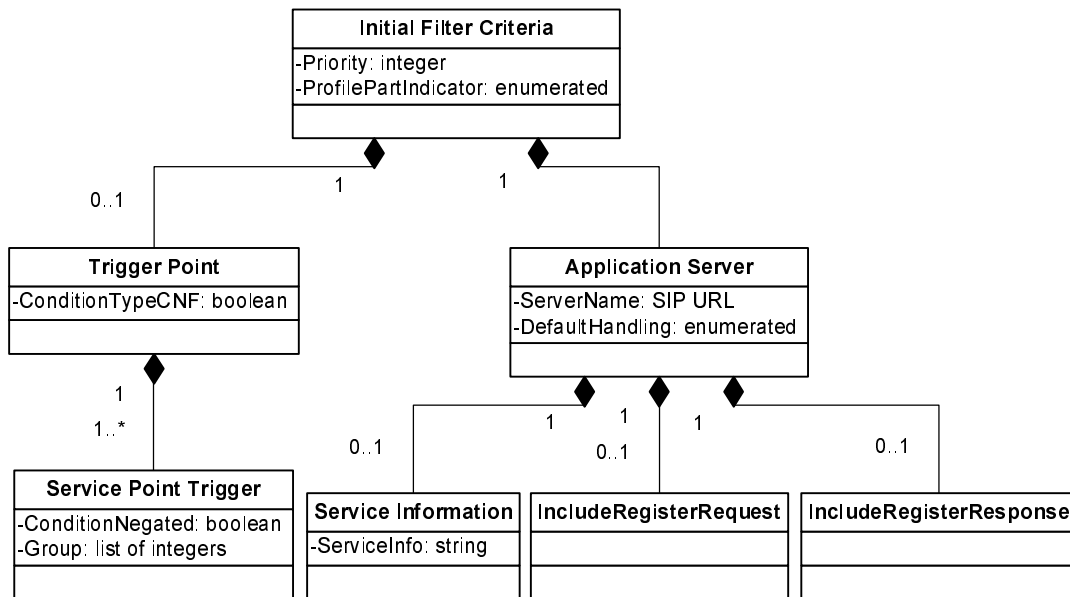 Initial Filter Criteria
-Priority: integer
-ProfilePartIndicator: enumerated
1
1
0..1
Trigger Point
-ConditionTypeCNF: boolean
Application Server
-ServerName: SIP URL
-DefaultHandling: enumerated
1
1..*
1
0..1
1
0..1
1
0..1
Service Point Trigger
-ConditionNegated: boolean
-Group: list of integers
Service Information
-ServiceInfo: string
IncludeRegisterRequest
IncludeRegisterResponse